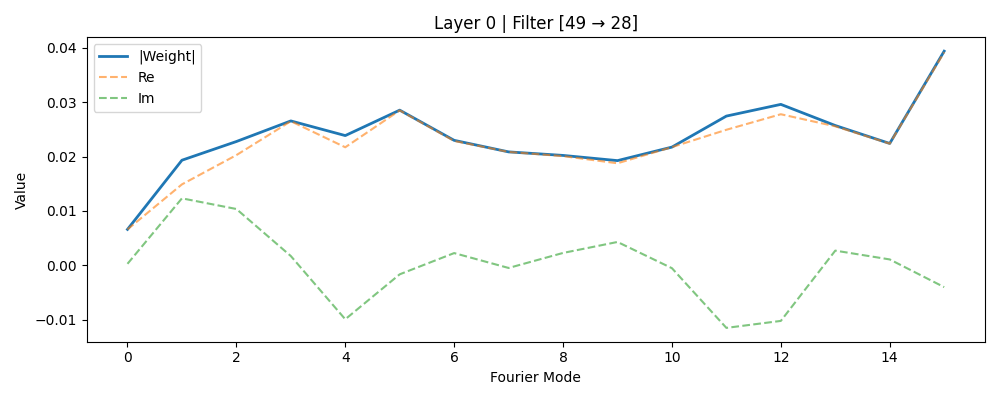 Layer 0 | Filter [49 → 28]
|Weight|
Re
Im
Value
0.04
0.03
0.02
0.01
0.00
−0.01
0 2 4 6 8 10 12 14
Fourier Mode